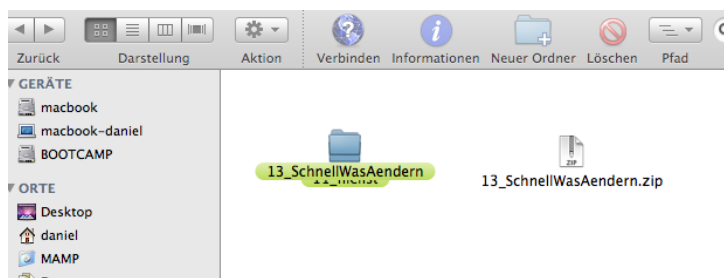 Zurück
Darstellung
Aktion
Verbinden
Informationen
Neuer Ordner
Löschen
Pfad
GERÄTE
macbook
macbook-daniel
BOOTCAMP
ORTE
Desktop
daniel
MAMP
13_SchnellWasAendern
ZIP
13_SchnellWasAendern.zip